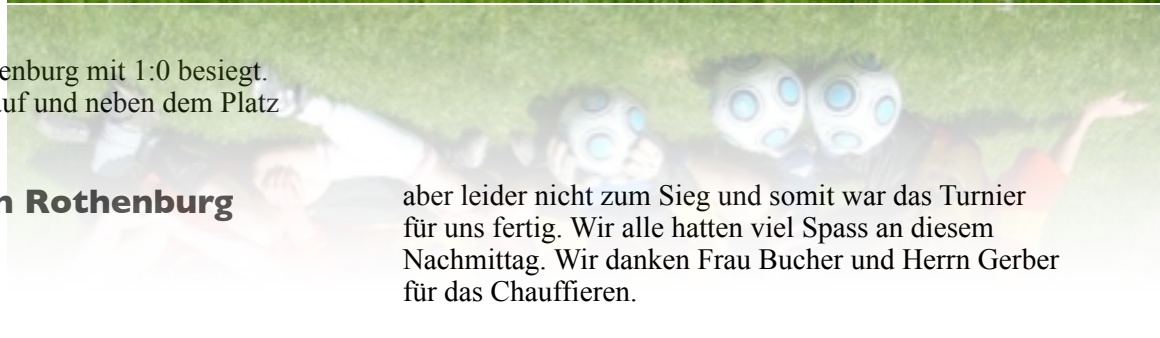 enburg mit 1:0 besiegt.
auf und neben dem Platz
n Rothenburg
aber leider nicht zum Sieg und somit war das Turnier
für uns fertig. Wir alle hatten viel Spass an diesem
Nachmittag. Wir danken Frau Bucher und Herrn Gerber
für das Chauffieren.